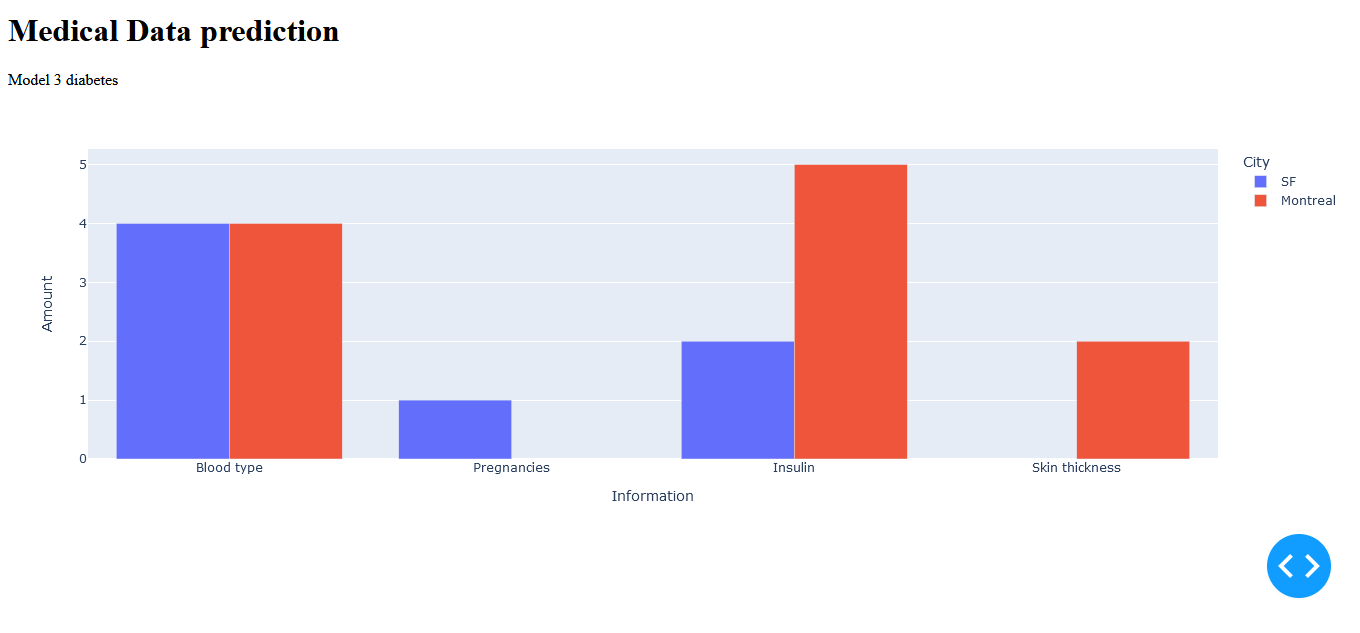 Medical Data prediction
Model 3 diabetes
City
SF
Montreal
5
4
3
2
1
0
Amount
Blood type Pregnancies Insulin Skin thickness
Information